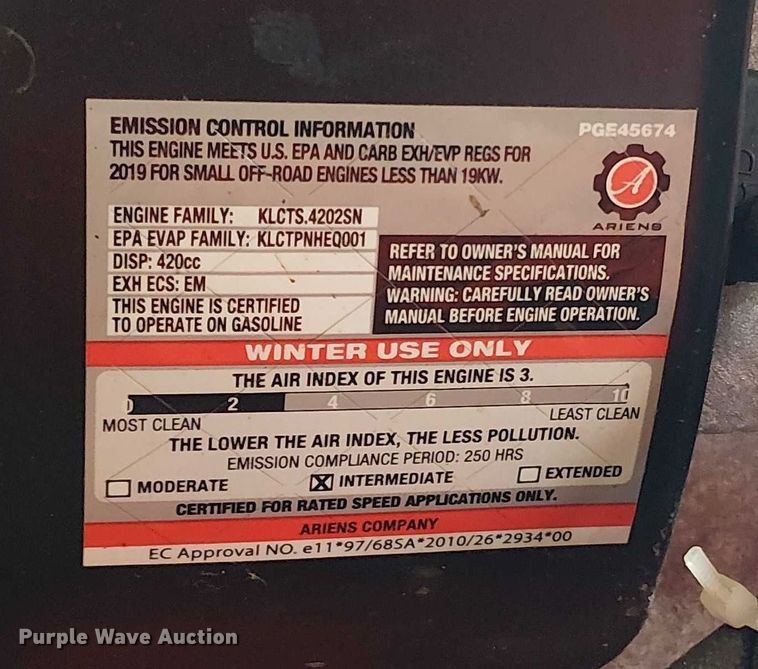 EMISSION CONTROL INFORMATION
PGE45674
THIS ENGINE MEETS U.S. EPA AND CARB EXH/EVP REGS FOR
2019 FOR SMALL OFF-ROAD ENGINES LESS THAN 19KW.
A
ARIENS
ENGINE FAMILY: KLCTS.4202SN
EPA EVAP FAMILY: KLCTPNHEQ001
DISP: 420cc
EXH ECS: EM
THIS ENGINE IS CERTIFIED
TO OPERATE ON GASOLINE
REFER TO OWNER'S MANUAL FOR
MAINTENANCE SPECIFICATIONS.
WARNING: CAREFULLY READ OWNER'S
MANUAL BEFORE ENGINE OPERATION.
WINTER USE ONLY
THE AIR INDEX OF THIS ENGINE IS 3.
0 2 4 6 8 10
MOST CLEAN LEAST CLEAN
THE LOWER THE AIR INDEX, THE LESS POLLUTION.
EMISSION COMPLIANCE PERIOD: 250 HRS
MODERATE X INTERMEDIATE EXTENDED
CERTIFIED FOR RATED SPEED APPLICATIONS ONLY.
ARIENS COMPANY
EC Approval NO. e11*97/68SA*2010/26*2934*00
Purple Wave Auction